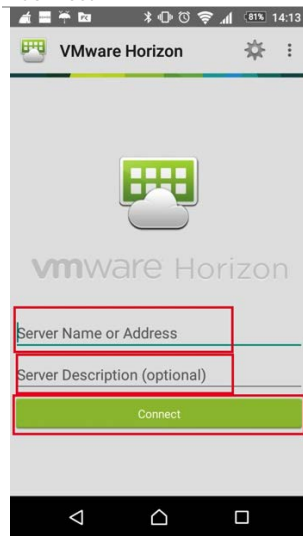 81% 14:13
VMware Horizon
vmware Horizon
Server Name or Address
Server Description (optional)
Connect